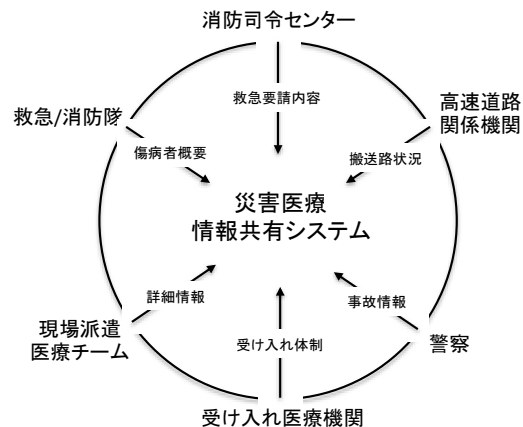 消防司令センター
救急要請内容
救急/消防隊
高速道路
関係機関
傷病者概要
搬送路状況
災害医療
情報共有システム
詳細情報
事故情報
現場派遣
医療チーム
受け入れ体制
警察
受け入れ医療機関